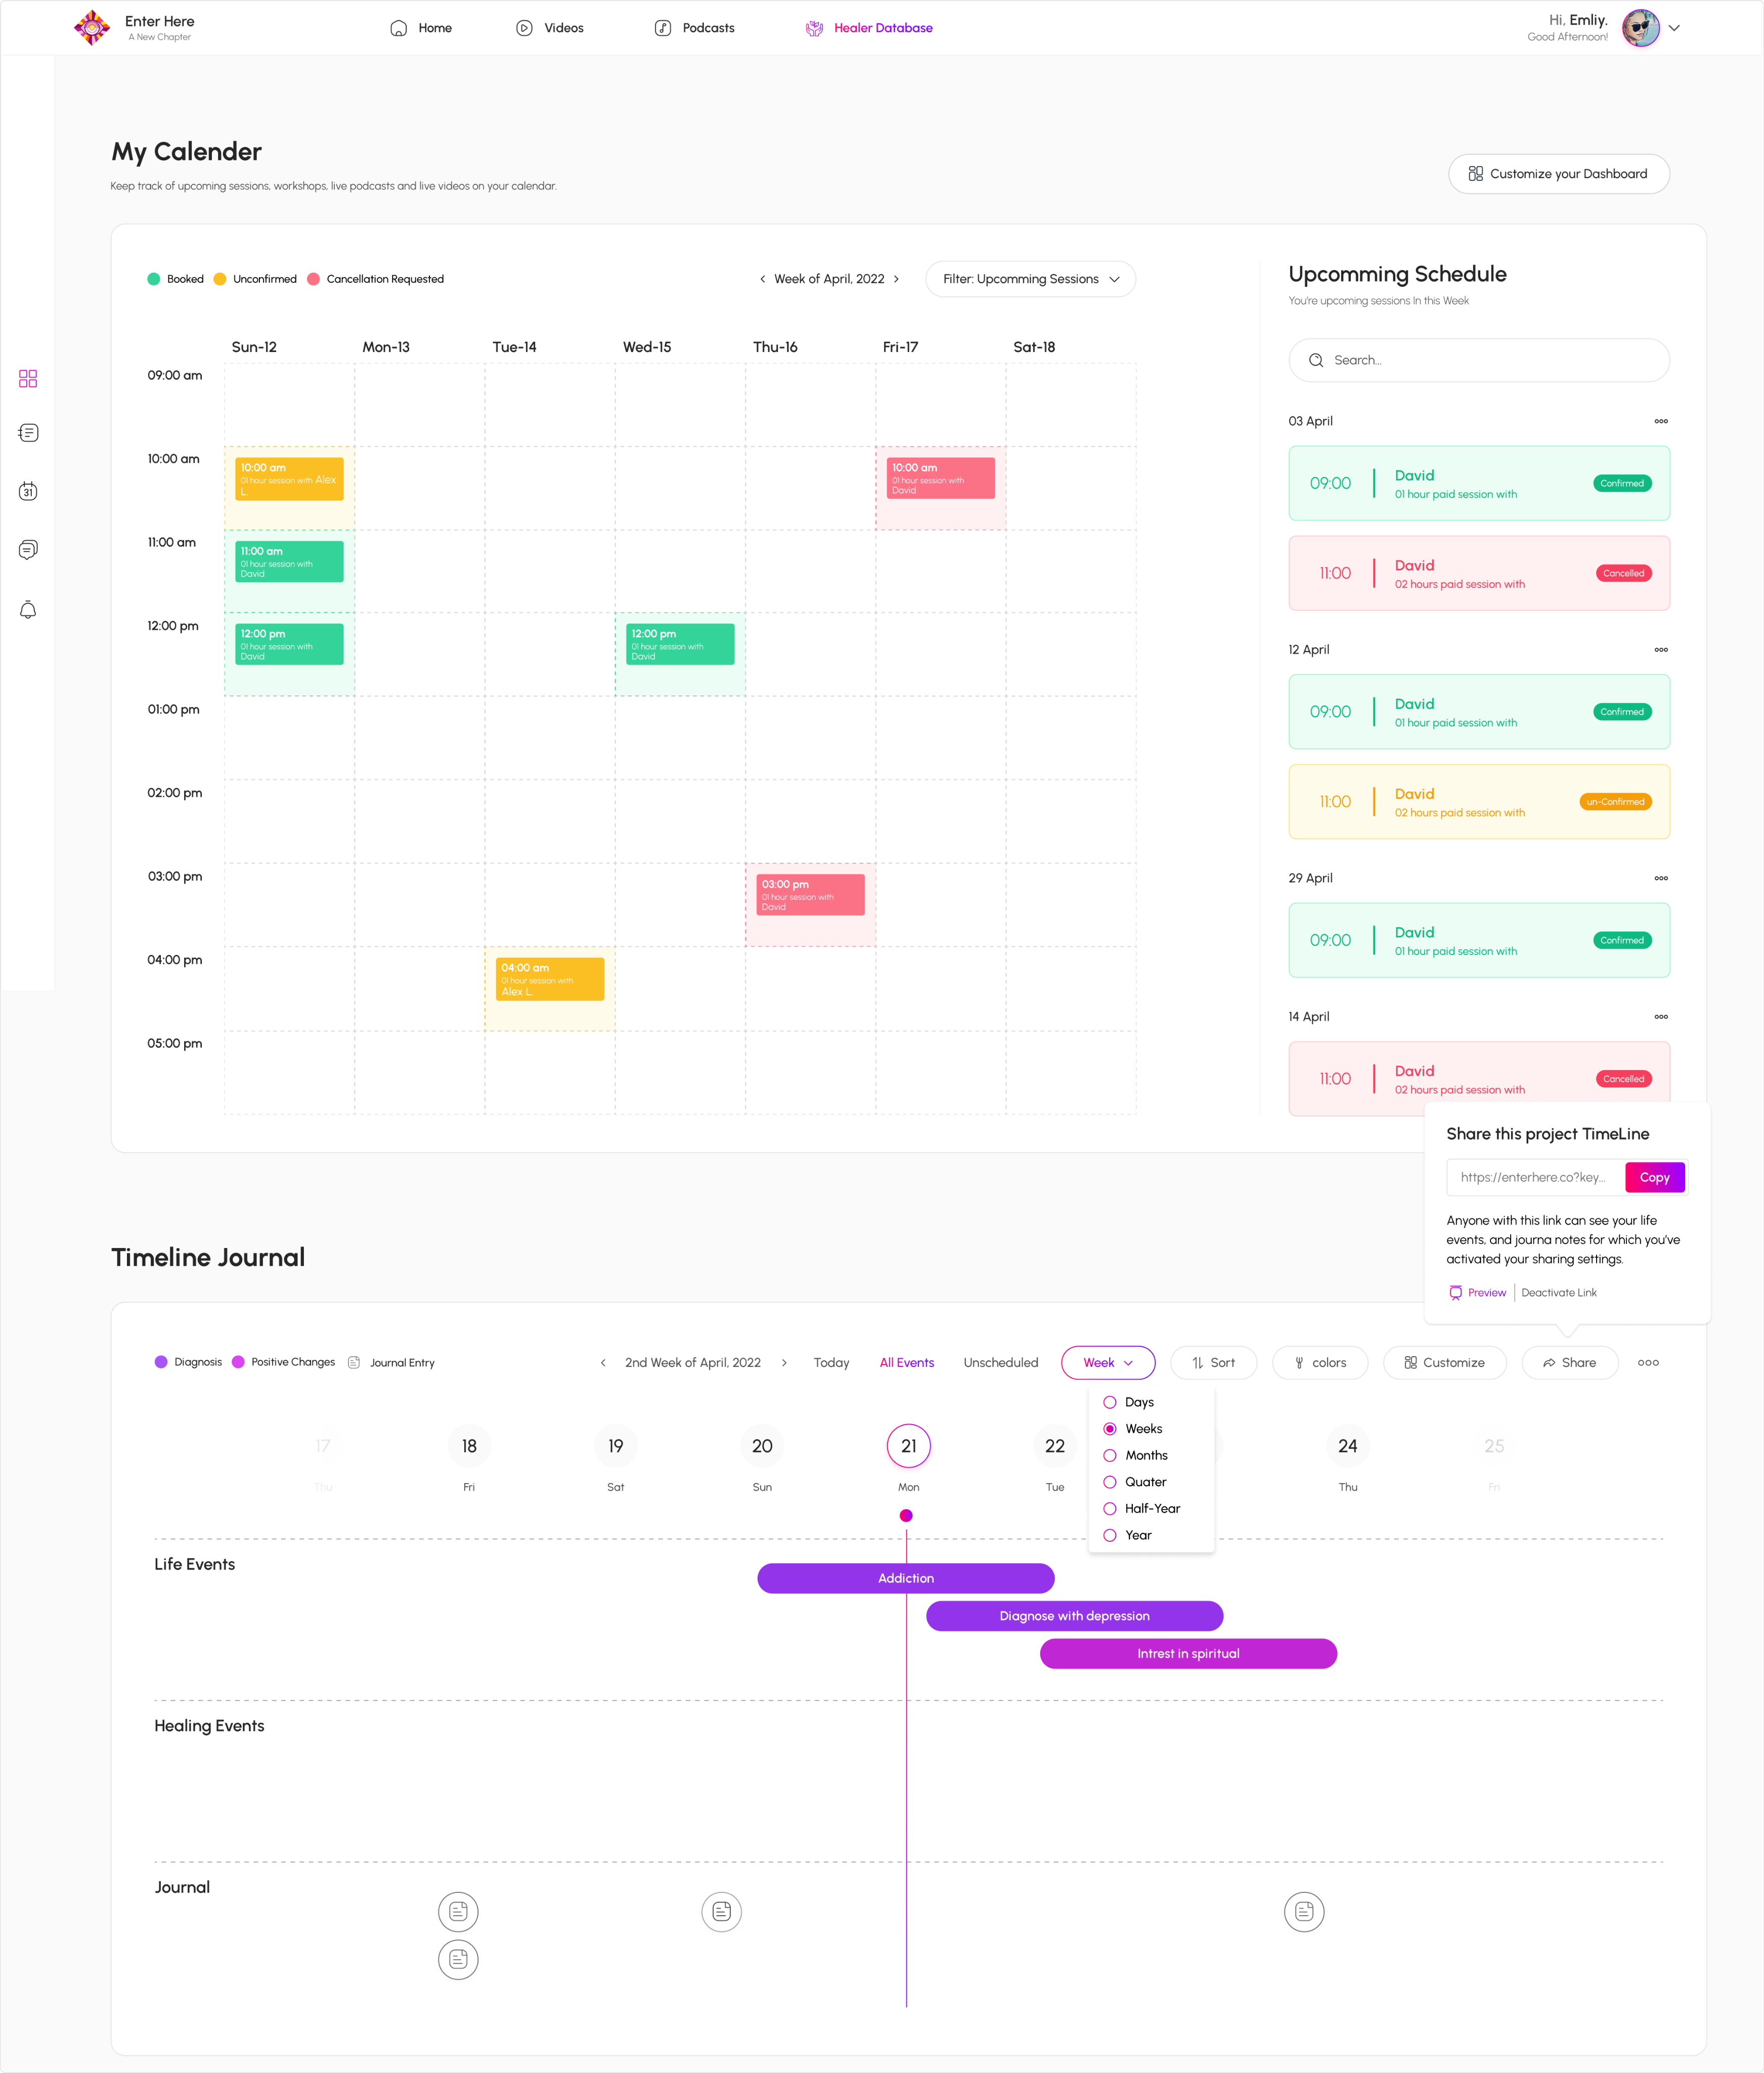 Enter Here
A New Chapter
Home
Videos
Podcasts
Healer Database
Hi, Emliy.
Good Afternoon!
My Calender
Keep track of upcoming sessions, workshops, live podcasts and live videos on your calendar.
Customize your Dashboard
Booked
Unconfirmed
Cancellation Requested
Week of April, 2022
Filter: Upcomming Sessions
Sun-12
Mon-13
Tue-14
Wed-15
Thu-16
Fri-17
Sat-18
09:00 am
10:00 am
10:00 am
01 hour session with Alex
L.
10:00 am
01 hour session with
David
11:00 am
11:00 am
01 hour session with
David
12:00 pm
12:00 pm
01 hour session with
David
12:00 pm
01 hour session with
David
01:00 pm
02:00 pm
03:00 pm
03:00 pm
01 hour session with
David
04:00 pm
04:00 am
01 hour session with
Alex L.
05:00 pm
31
Upcomming Schedule
You're upcoming sessions In this Week
Search...
03 April
09:00
David
01 hour paid session with
Confirmed
11:00
David
02 hours paid session with
Cancelled
12 April
09:00
David
01 hour paid session with
Confirmed
11:00
David
02 hours paid session with
un-Confirmed
29 April
09:00
David
01 hour paid session with
Confirmed
14 April
11:00
David
02 hours paid session with
Cancelled
Share this project TimeLine
https://enterhere.co?key...
Copy
Anyone with this link can see your life
events, and journa notes for which you've
activated your sharing settings.
Preview
Deactivate Link
Timeline Journal
Diagnosis
Positive Changes
Journal Entry
2nd Week of April, 2022
Today
All Events
Unscheduled
Week
Sort
colors
Customize
Share
Days
Weeks
Months
Quater
Half-Year
Year
17
Thu
18
Fri
19
Sat
20
Sun
21
Mon
22
Tue
24
Thu
25
Fri
Life Events
Addiction
Diagnose with depression
Intrest in spiritual
Healing Events
Journal